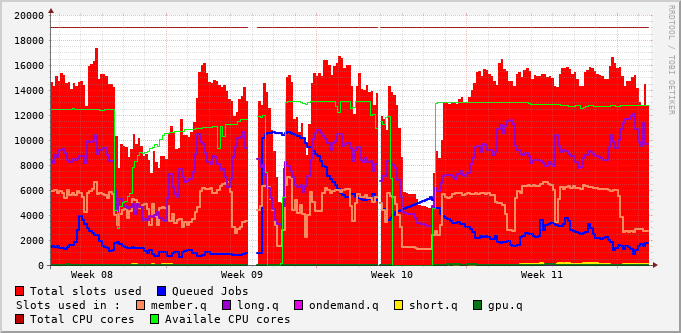 20000
18000
16000
14000
12000
10000
8000
6000
4000
2000
0
Week 08 Week 09 Week 10 Week 11
RRDTOOL / TOBI OETIKER
Total slots used Queued Jobs
Slots used in : member.q long.q ondemand.q short.q gpu.q
Total CPU cores Availale CPU cores